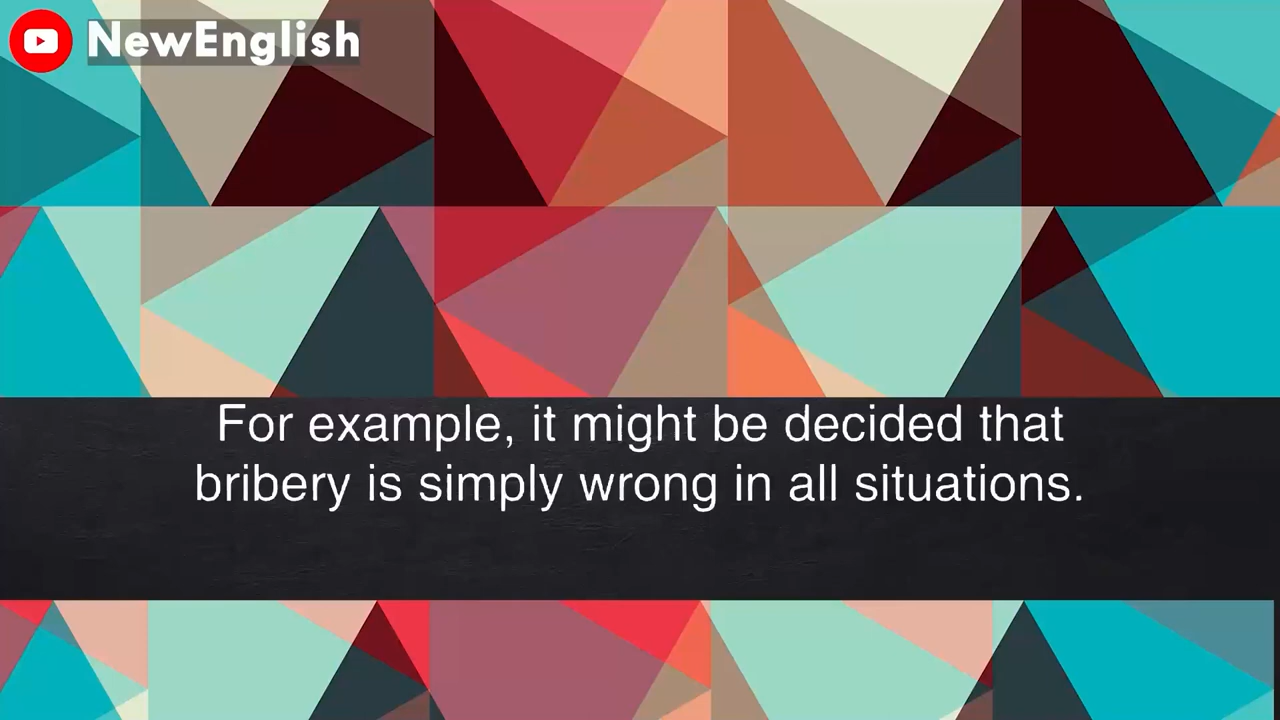 NewEnglish
For example, it might be decided that
bribery is simply wrong in all situations.